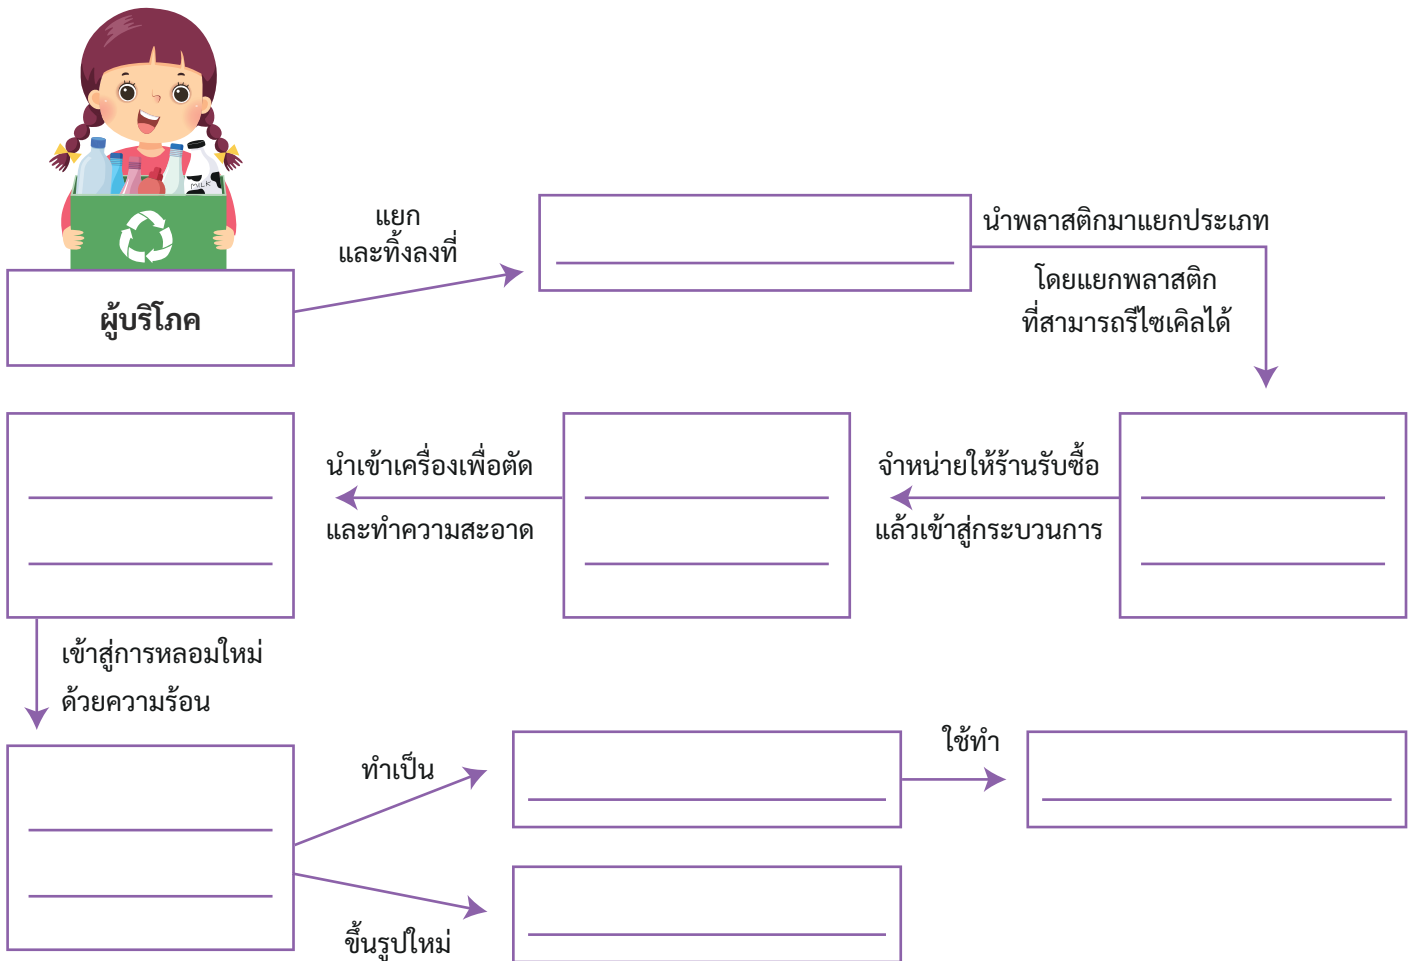 MILK
แยก
และทิ้งลงที่
นำพลาสติกมาแยกประเภท
โดยแยกพลาสติก
ที่สามารถรีไซเคิลได้
ผู้บริโภค
นำเข้าเครื่องเพื่อตัด
และทำความสะอาด
จำหน่ายให้ร้านรับซื้อ
แล้วเข้าสู่กระบวนการ
เข้าสู่การหลอมใหม่
ด้วยความร้อน
ทำเป็น
ใช้ทำ
ขึ้นรูปใหม่